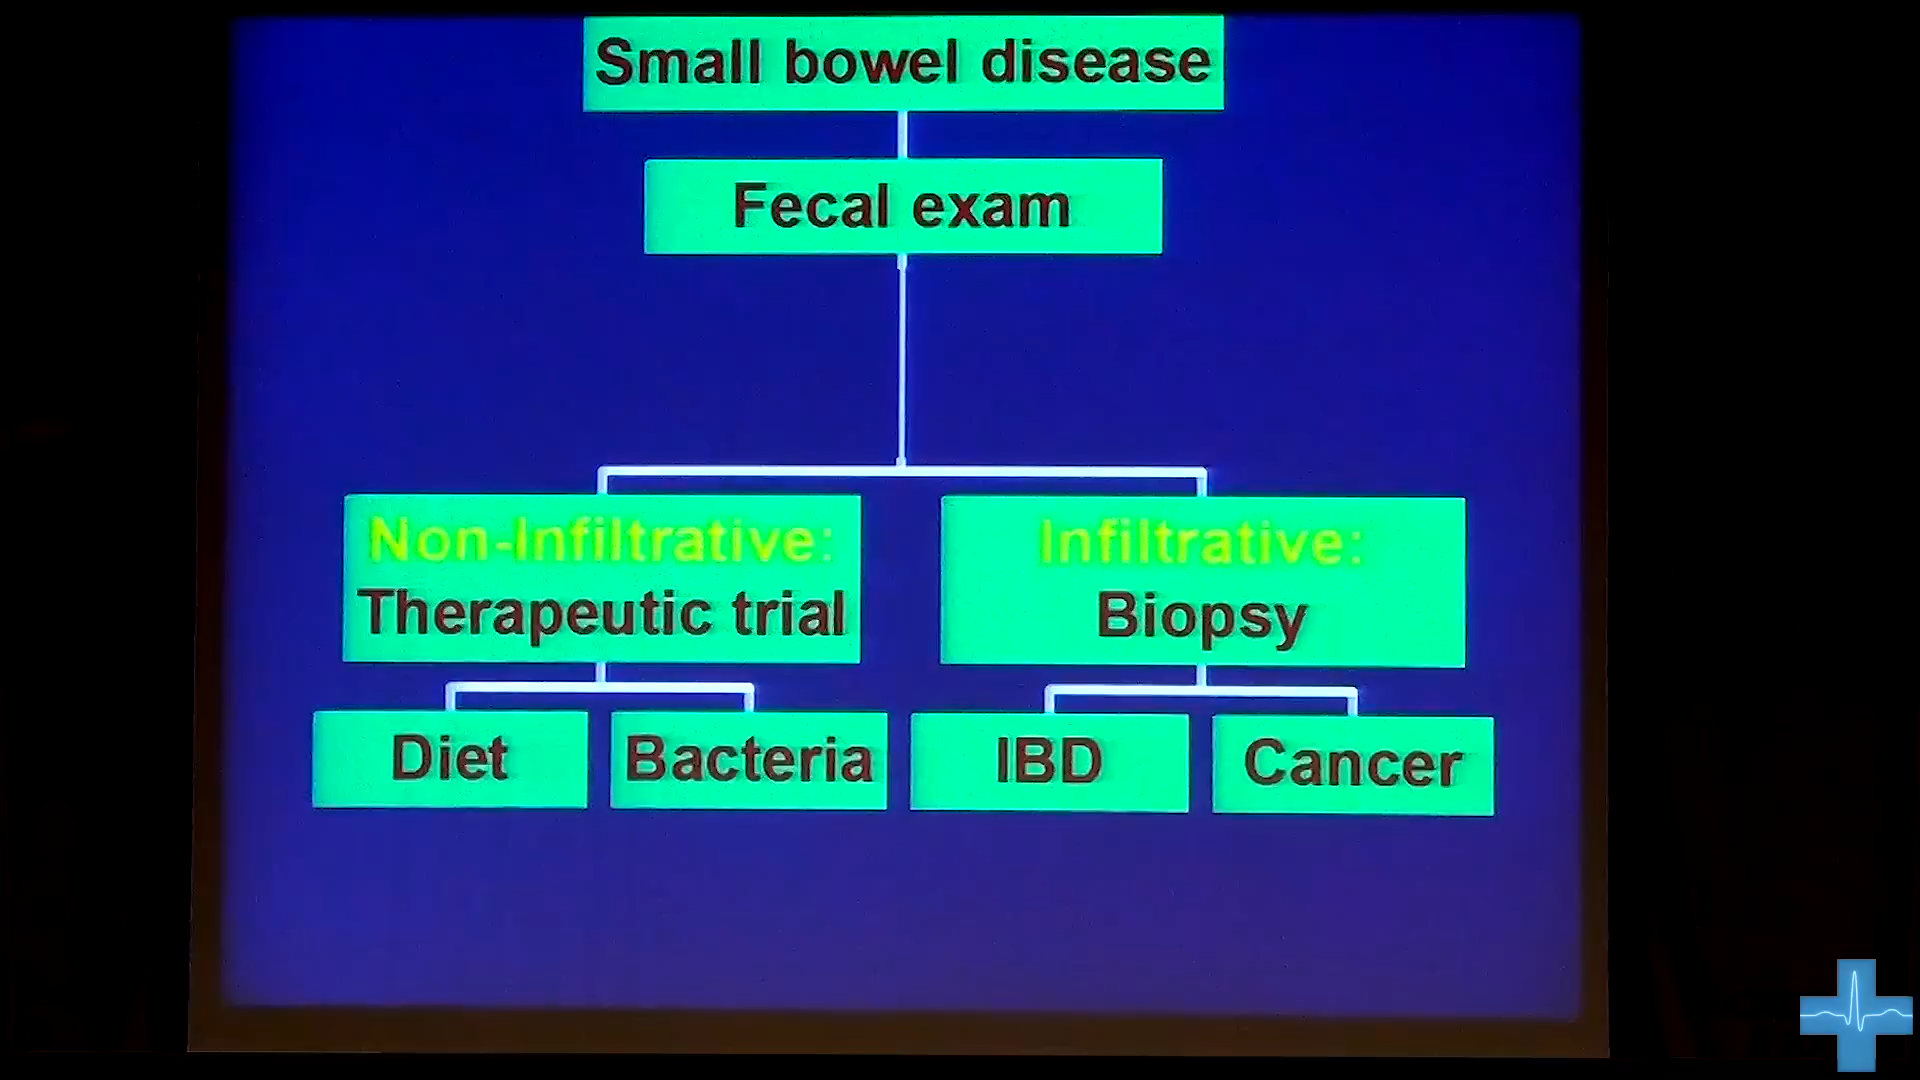 Small bowel disease
Fecal exam
Non-Infiltrative:
Therapeutic trial
Infiltrative:
Biopsy
Diet
Bacteria
IBD
Cancer